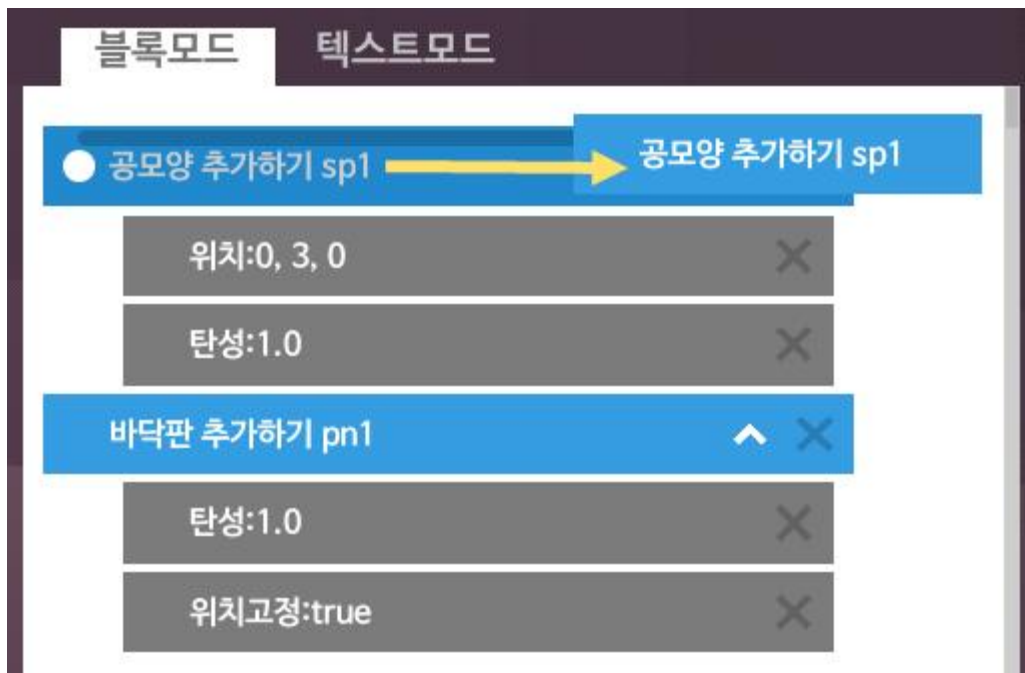 블록모드 텍스트모드
공모양 추가하기 sp1 공모양 추가하기 sp1
위치:0, 3, 0
탄성:1.0
바닥판 추가하기 pn1
탄성:1.0
위치고정:true